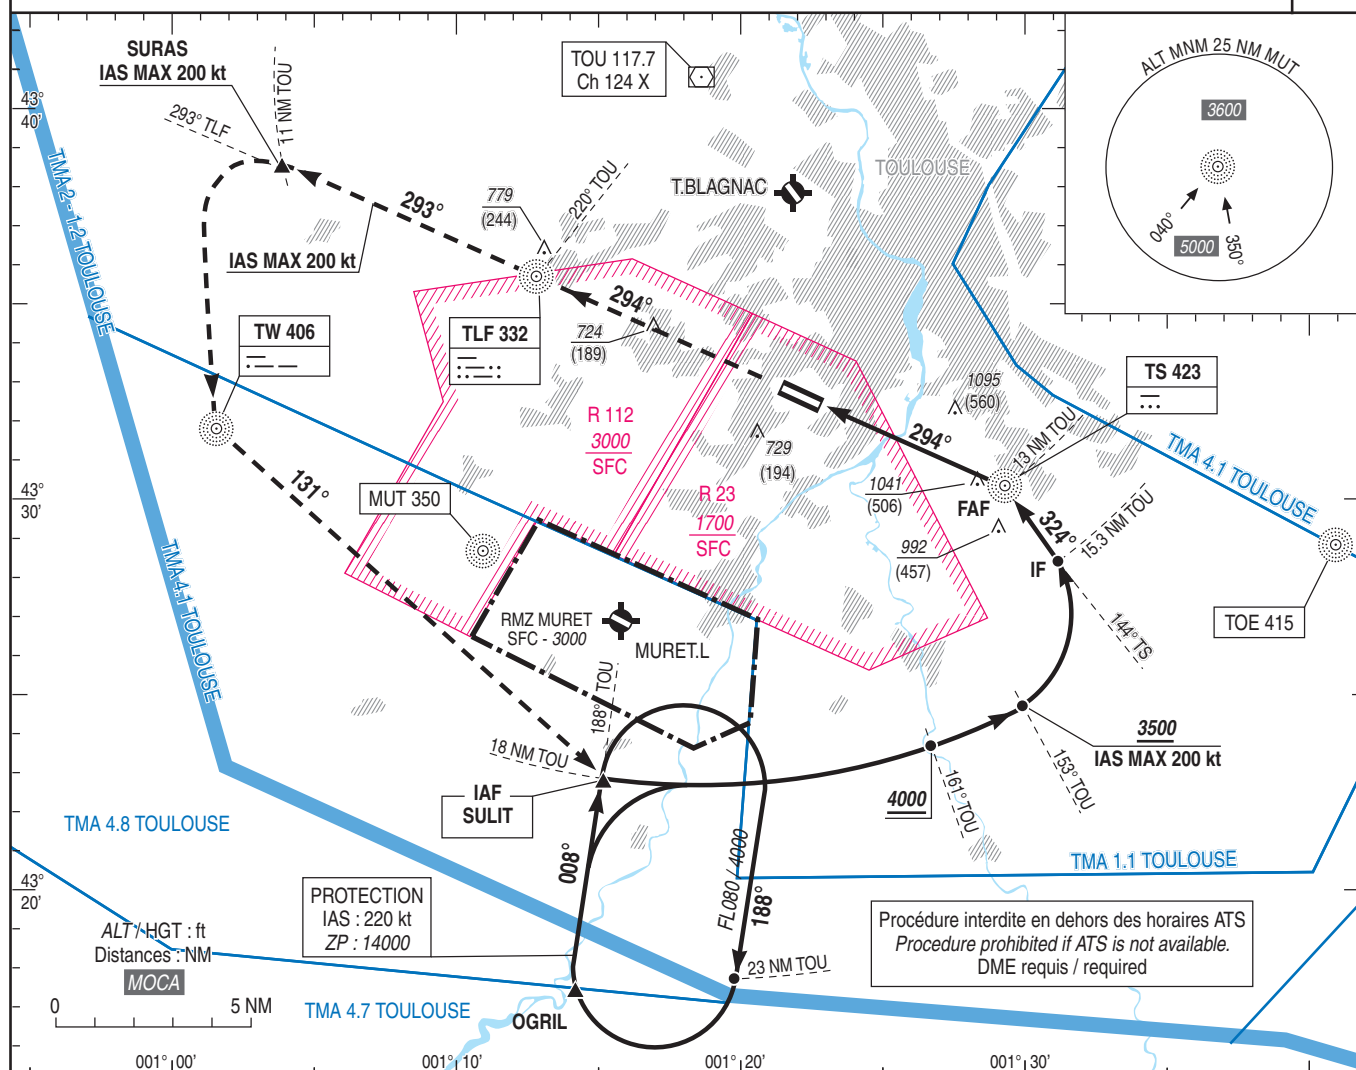 SURAS
IAS MAX 200 kt
11 NM TOU
293° TLF
TOU 117.7
Ch 124 X
ALT MNM 25 NM MUT
3600
040°
5000
350°
43°
40'
TOULOUSE
T.BLAGNAC
779
(244)
220° TOU
293°
IAS MAX 200 kt
TMA 2 - 1.2 TOULOUSE
294°
TW 406
TLF 332
724
(189)
TS 423
1095
(560)
R 112
3000
SFC
729
(194)
294°
13 NM TOU
TMA 4.1 TOULOUSE
131°
MUT 350
R 23
1700
SFC
1041
(506)
FAF
43°
30'
992
(457)
324°
15.3 NM TOU
IF
TMA 4.1 TOULOUSE
RMZ MURET
SFC - 3000
MURET.L
144° TS
TOE 415
188° TOU
18 NM TOU
3500
IAS MAX 200 kt
153° TOU
IAF
SULIT
4000
161° TOU
TMA 4.8 TOULOUSE
TMA 1.1 TOULOUSE
008°
FL080 / 4000
188°
43°
20'
PROTECTION
IAS : 220 kt
ZP : 14000
Procédure interdite en dehors des horaires ATS
Procedure prohibited if ATS is not available.
DME requis / required
ALT / HGT : ft
Distances : NM
MOCA
23 NM TOU
0 5 NM
TMA 4.7 TOULOUSE
OGRIL
001° 00'
001° 10'
001° 20'
001° 30'